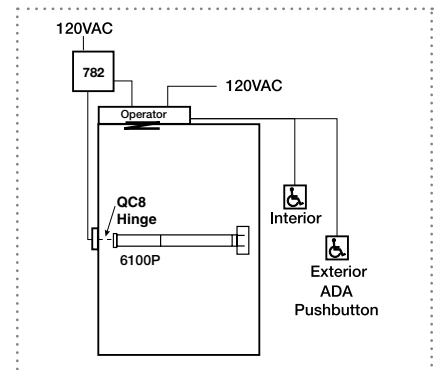 120VAC
782
120VAC
Operator
QC8
Hinge
6100P
Interior
Exterior
ADA
Pushbutton